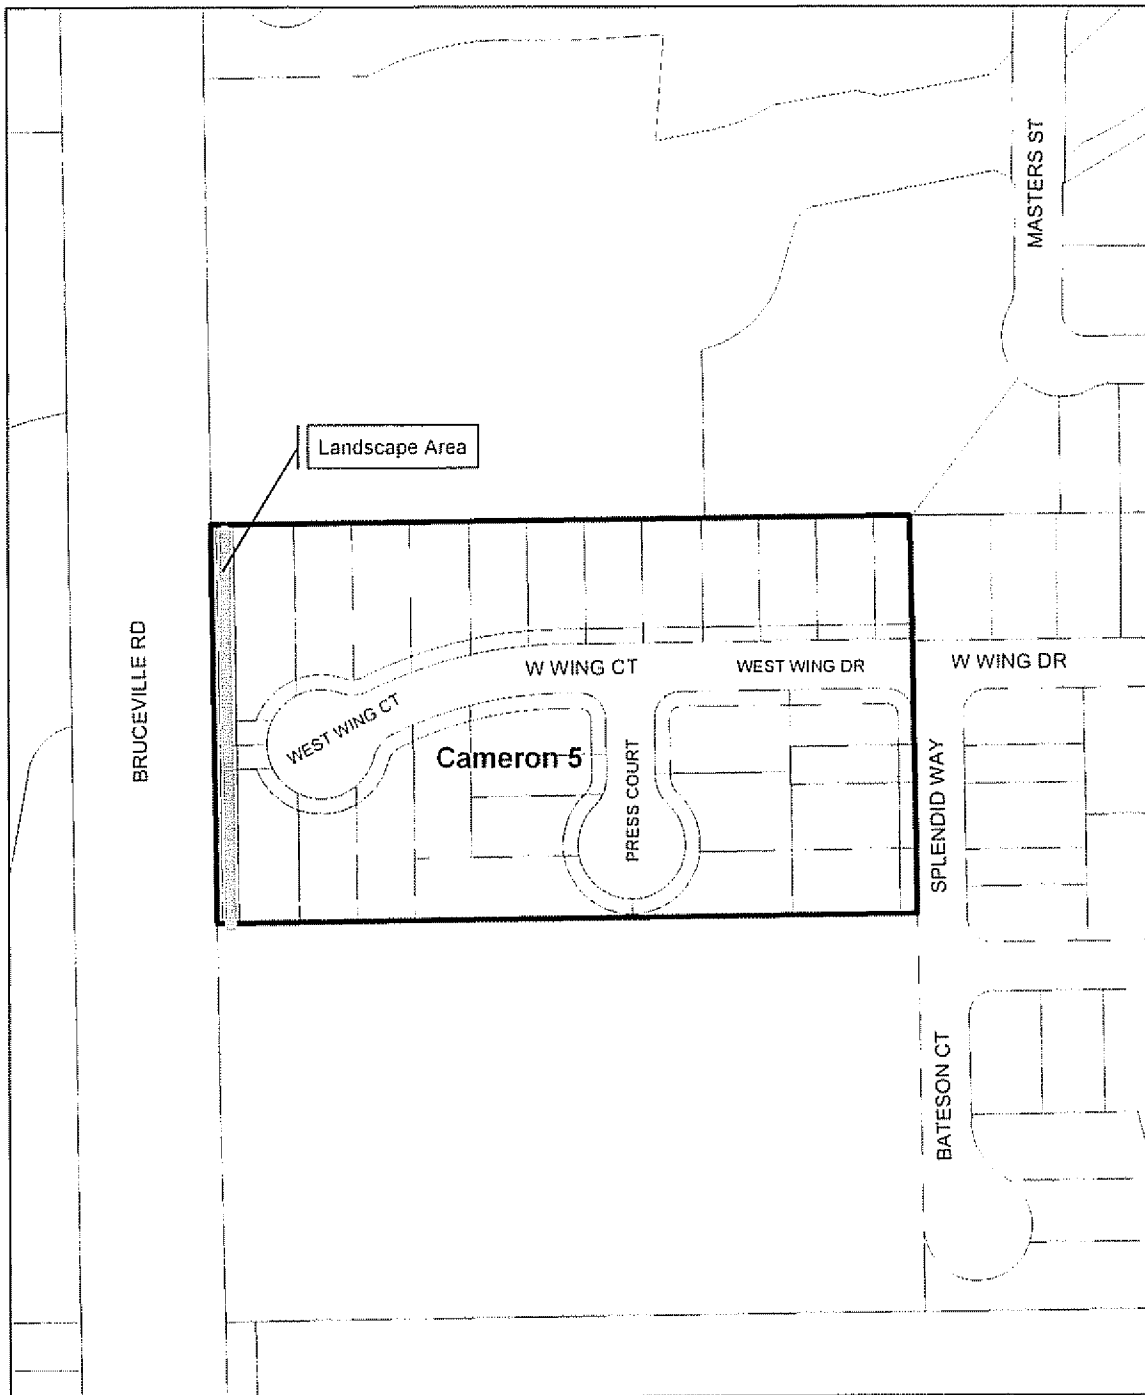 MASTERS ST
Landscape Area
BRUCEVILLE RD
W WING CT
WEST WING DR
W WING DR
WEST WING CT
Cameron 5
PRESS COURT
SPLENDID WAY
BATESON CT